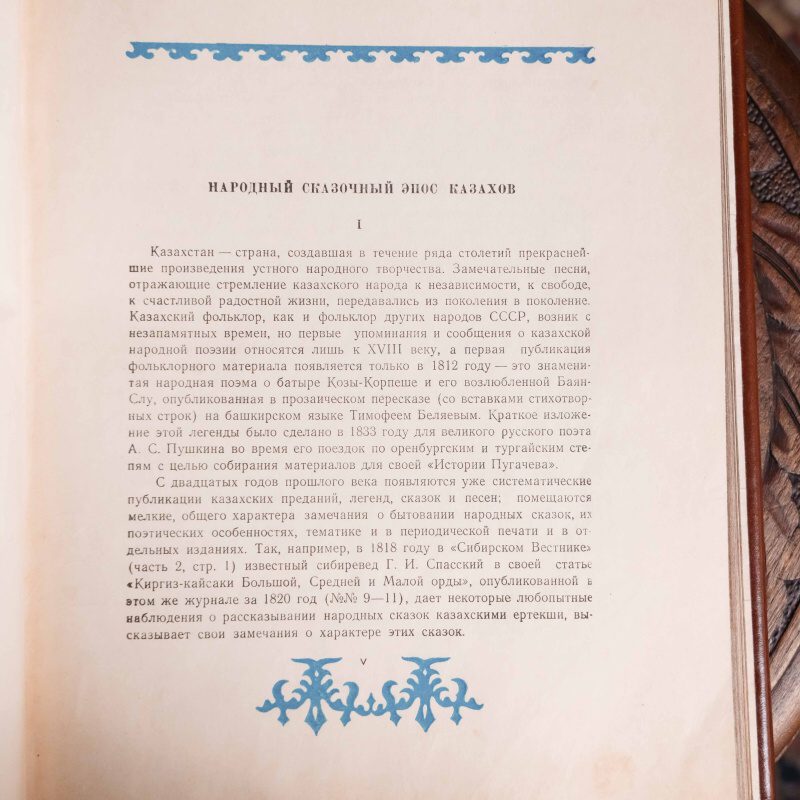 НАРОДНЫЙ СКАЗОЧНЫЙ ЭПОС КАЗАХОВ
I
Казахстан — страна, создавшая в течение ряда столетий прекрасней-
шие произведения устного народного творчества. Замечательные песни,
отражающие стремление казахского народа к независимости, к свободе,
к счастливой радостной жизни, передавались из поколения в поколение.
Казахский фольклор, как и фольклор других народов СССР, возник с
незапамятных времен, но первые упоминания и сообщения о казахской
народной поэзии относятся лишь к XVIII веку, а первая публикация
фольклорного материала появляется только в 1812 году — это знамени-
тая народная поэма о батыре Қозы-Қорпеше и его возлюбленной Баян-
Слу, опубликованная в прозаическом пересказе (со вставками стихотвор-
ных строк) на башкирском языке Тимофеем Беляевым. Краткое изложе-
ние этой легенды было сделано в 1833 году для великого русского поэта
А. С. Пушкина во время его поездок по оренбургским и тургайским сте-
пям с целью собирания материалов для своей «Истории Пугачева».
С двадцатых годов прошлого века появляются уже систематические
публикации казахских преданий, легенд, сказок и песен; помещаются
мелкие, общего характера замечания о бытовании народных сказок, их
поэтических особенностях, тематике и в периодической печати и в от-
дельных изданиях. Так, например, в 1818 году в «Сибирском Вестнике»
(часть 2, стр. 1) известный сибиревед Г. И. Спасский в своей статье
«Киргиз-кайсаки Большой, Средней и Малой орды», опубликованной в
этом же журнале за 1820 год (№№ 9—11), дает некоторые любопытные
наблюдения о рассказывании народных сказок казахскими ертекши, вы-
сказывает свои замечания о характере этих сказок.
V